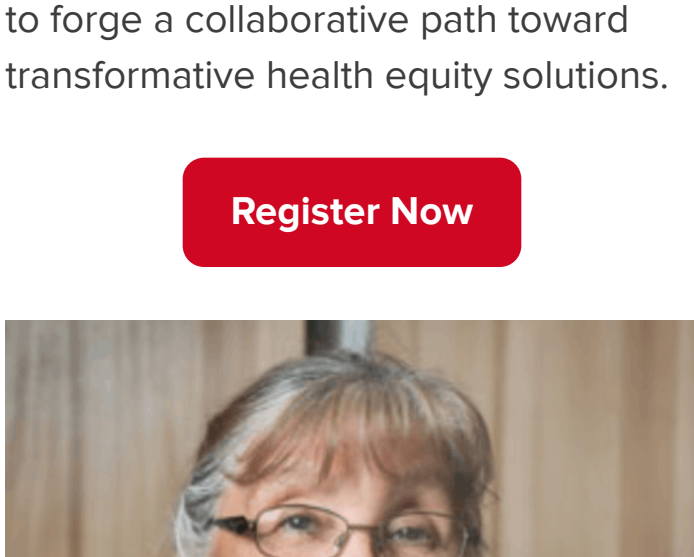 to forge a collaborative path toward
transformative health equity solutions.
Register Now